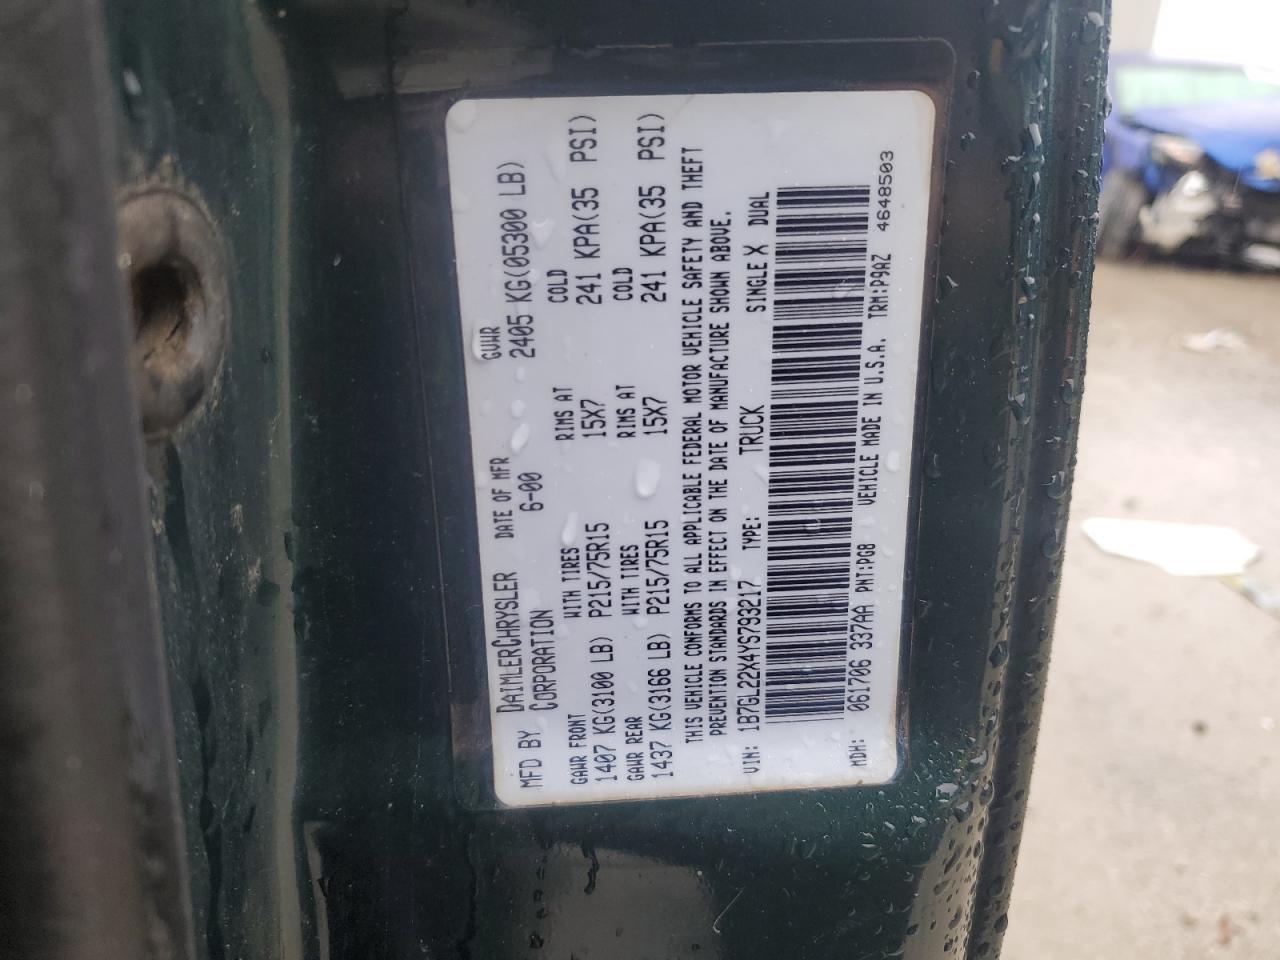 MFD BY DAIMLERCHRYSLER CORPORATION DATE OF MFR 6-00 GVWR 2405 KG(05300 LB)
GAWR FRONT WITH TIRES RIMS AT COLD
1407 KG(3100 LB) P215/75R15 15X7 241 KPA(35 PSI)
GAWR REAR WITH TIRES RIMS AT COLD
1437 KG(3166 LB) P215/75R15 15X7 241 KPA(35 PSI)
THIS VEHICLE CONFORMS TO ALL APPLICABLE FEDERAL MOTOR VEHICLE SAFETY AND THEFT
PREVENTION STANDARDS IN EFFECT ON THE DATE OF MANUFACTURE SHOWN ABOVE.
VIN: 1B7GL22X4YS793217 TYPE: TRUCK SINGLE X DUAL
MDH: 061706 337AA PNT:PG8 VEHICLE MADE IN U.S.A. TRM:P9AZ 4648503